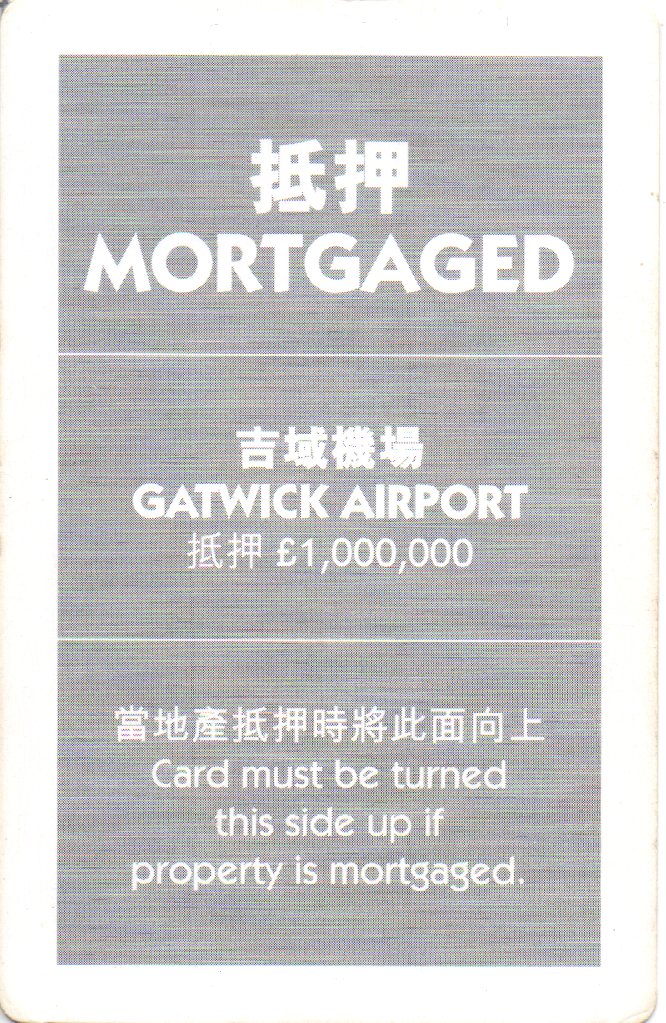 抵押
MORTGAGED
吉域機場
GATWICK AIRPORT
抵押 £1,000,000
當地產抵押時將此面向上
Card must be turned
this side up if
property is mortgaged.